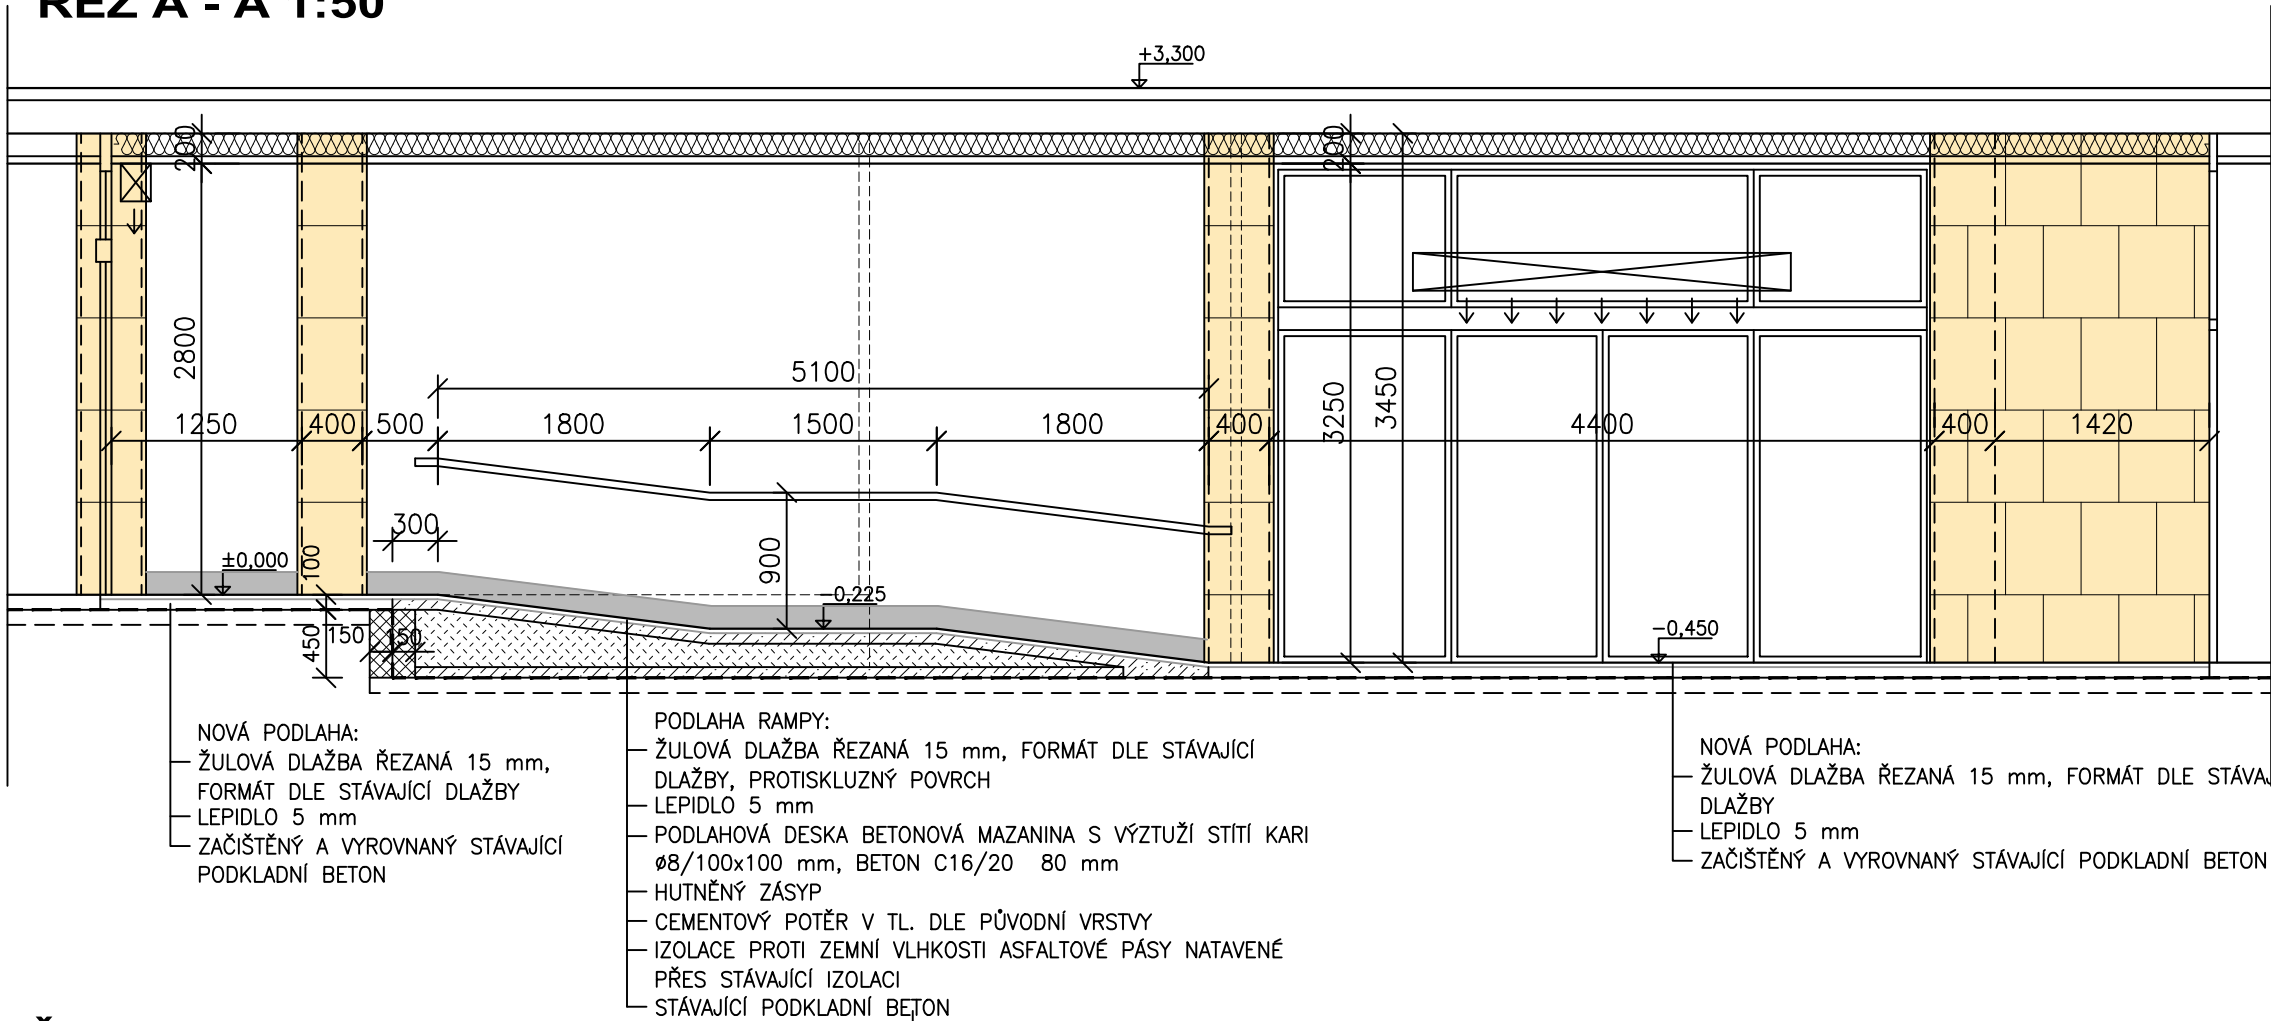 ŘEZ A - A 1:50
+3,300
200
200
2800
5100
3250
3450
1250
400
500
1800
1500
1800
400
4400
400
1420
300
900
±0,000
100
-0,225
-0,450
450
150
150
NOVÁ PODLAHA:
ŽULOVÁ DLAŽBA ŘEZANÁ 15 mm,
FORMÁT DLE STÁVAJÍCÍ DLAŽBY
LEPIDLO 5 mm
ZAČIŠTĚNÝ A VYROVNANÝ STÁVAJÍCÍ
PODKLADNÍ BETON
PODLAHA RAMPY:
ŽULOVÁ DLAŽBA ŘEZANÁ 15 mm, FORMÁT DLE STÁVAJÍCÍ
DLAŽBY, PROTISKLUZNÝ POVRCH
LEPIDLO 5 mm
PODLAHOVÁ DESKA BETONOVÁ MAZANINA S VÝZTUŽÍ STÍTÍ KARI
ø8/100x100 mm, BETON C16/20 80 mm
HUTNĚNÝ ZÁSYP
CEMENTOVÝ POTĚR V TL. DLE PŮVODNÍ VRSTVY
IZOLACE PROTI ZEMNÍ VLHKOSTI ASFALTOVÉ PÁSY NATAVENÉ
PŘES STÁVAJÍCÍ IZOLACI
STÁVAJÍCÍ PODKLADNÍ BETON
NOVÁ PODLAHA:
ŽULOVÁ DLAŽBA ŘEZANÁ 15 mm, FORMÁT DLE STÁVAJ
DLAŽBY
LEPIDLO 5 mm
ZAČIŠTĚNÝ A VYROVNANÝ STÁVAJÍCÍ PODKLADNÍ BETON